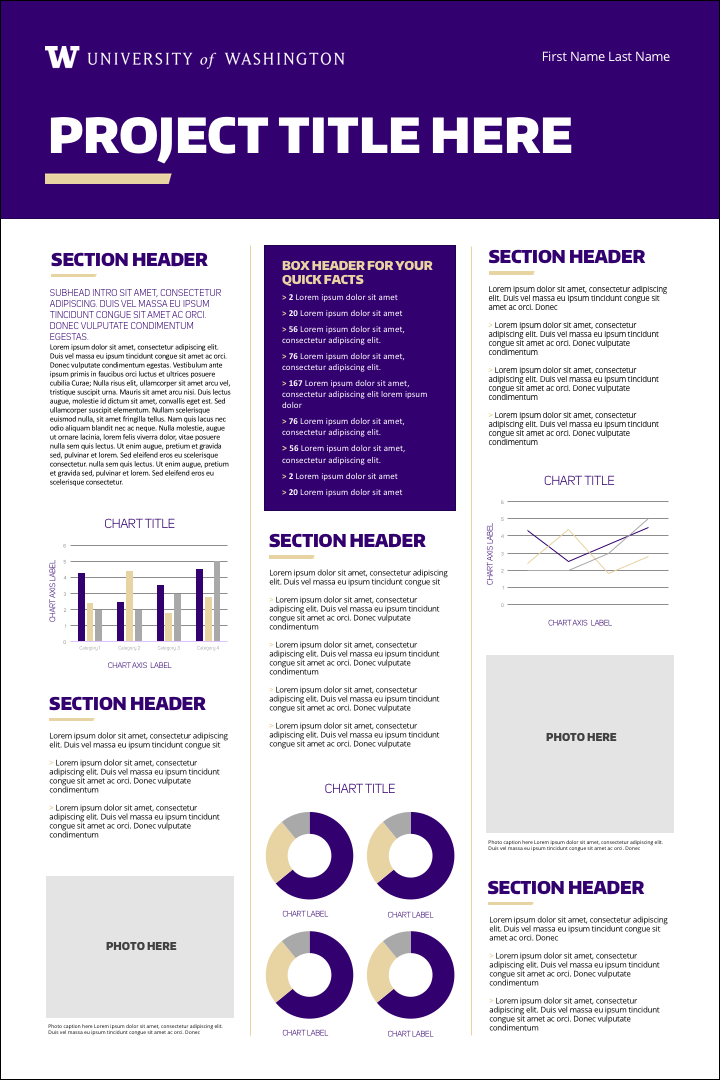 W UNIVERSITY of WASHINGTON
First Name Last Name
PROJECT TITLE HERE
SECTION HEADER
SUBHEAD INTRO SIT AMET, CONSECTETUR
ADIPISCING. DUIS VEL MASSA EU IPSUM
TINCIDUNT CONGUE SIT AMET AC ORCI.
DONEC VULPUTATE CONDIMENTUM
EGESTAS.
Lorem ipsum dolor sit amet, consectetur adipiscing elit.
Duis vel massa eu ipsum tincidunt congue sit amet ac orci.
Donec vulputate condimentum egestas. Vestibulum ante
ipsum primis in faucibus orci luctus et ultrices posuere
cubilia Curae; Nulla risus elit, ullamcorper sit amet arcu vel,
tristique suscipit urna. Mauris sit amet arcu nisi. Duis lectus
augue, molestie id dictum sit amet, convallis eget est. Sed
ullamcorper suscipit elementum. Nullam scelerisque
euismod nulla, sit amet fringilla tellus. Nam quis lacus nec
odio aliquam blandit nec ac neque. Nulla molestie, augue
ut ornare lacinia, lorem felis viverra dolor, vitae posuere
nulla sem quis lectus. Ut enim augue, pretium et gravida
sed, pulvinar et lorem. Sed eleifend eros eu scelerisque
consectetur. nulla sem quis lectus. Ut enim augue, pretium
et gravida sed, pulvinar et lorem. Sed eleifend eros eu
scelerisque consectetur.
CHART TITLE
CHART AXIS LABEL
6
5
4
3
2
1
0
Category 1 Category 2 Category 3 Category 4
CHART AXIS LABEL
SECTION HEADER
Lorem ipsum dolor sit amet, consectetur adipiscing
elit. Duis vel massa eu ipsum tincidunt congue sit
> Lorem ipsum dolor sit amet, consectetur
adipiscing elit. Duis vel massa eu ipsum tincidunt
congue sit amet ac orci. Donec vulputate
condimentum
> Lorem ipsum dolor sit amet, consectetur
adipiscing elit. Duis vel massa eu ipsum tincidunt
congue sit amet ac orci. Donec vulputate
condimentum
PHOTO HERE
Photo caption here Lorem ipsum dolor sit amet, consectetur adipiscing elit.
Duis vel massa eu ipsum tincidunt congue sit amet ac orci. Donec
BOX HEADER FOR YOUR
QUICK FACTS
> 2 Lorem ipsum dolor sit amet
> 20 Lorem ipsum dolor sit amet
> 56 Lorem ipsum dolor sit amet,
consectetur adipiscing elit.
> 76 Lorem ipsum dolor sit amet,
consectetur adipiscing elit.
> 167 Lorem ipsum dolor sit amet,
consectetur adipiscing elit lorem ipsum
dolor
> 76 Lorem ipsum dolor sit amet,
consectetur adipiscing elit.
> 56 Lorem ipsum dolor sit amet,
consectetur adipiscing elit.
> 2 Lorem ipsum dolor sit amet
> 20 Lorem ipsum dolor sit amet
SECTION HEADER
Lorem ipsum dolor sit amet, consectetur adipiscing
elit. Duis vel massa eu ipsum tincidunt congue sit
> Lorem ipsum dolor sit amet, consectetur
adipiscing elit. Duis vel massa eu ipsum tincidunt
congue sit amet ac orci. Donec vulputate
condimentum
> Lorem ipsum dolor sit amet, consectetur
adipiscing elit. Duis vel massa eu ipsum tincidunt
congue sit amet ac orci. Donec vulputate
condimentum
> Lorem ipsum dolor sit amet, consectetur
adipiscing elit. Duis vel massa eu ipsum tincidunt
congue sit amet ac orci. Donec vulputate
> Lorem ipsum dolor sit amet, consectetur
adipiscing elit. Duis vel massa eu ipsum tincidunt
congue sit amet ac orci. Donec vulputate
CHART TITLE
CHART LABEL
CHART LABEL
CHART LABEL
CHART LABEL
SECTION HEADER
Lorem ipsum dolor sit amet, consectetur adipiscing
elit. Duis vel massa eu ipsum tincidunt congue sit
amet ac orci. Donec
> Lorem ipsum dolor sit amet, consectetur
adipiscing elit. Duis vel massa eu ipsum tincidunt
congue sit amet ac orci. Donec vulputate
condimentum
> Lorem ipsum dolor sit amet, consectetur
adipiscing elit. Duis vel massa eu ipsum tincidunt
congue sit amet ac orci. Donec vulputate
condimentum
> Lorem ipsum dolor sit amet, consectetur
adipiscing elit. Duis vel massa eu ipsum tincidunt
congue sit amet ac orci. Donec vulputate
condimentum
CHART TITLE
CHART AXIS LABEL
6
5
4
3
2
1
0
CHART AXIS LABEL
PHOTO HERE
Photo caption here Lorem ipsum dolor sit amet, consectetur adipiscing elit.
Duis vel massa eu ipsum tincidunt congue sit amet ac orci. Donec
SECTION HEADER
Lorem ipsum dolor sit amet, consectetur adipiscing
elit. Duis vel massa eu ipsum tincidunt congue sit
amet ac orci. Donec
> Lorem ipsum dolor sit amet, consectetur
adipiscing elit. Duis vel massa eu ipsum tincidunt
congue sit amet ac orci. Donec vulputate
condimentum
> Lorem ipsum dolor sit amet, consectetur
adipiscing elit. Duis vel massa eu ipsum tincidunt
congue sit amet ac orci. Donec vulputate
condimentum